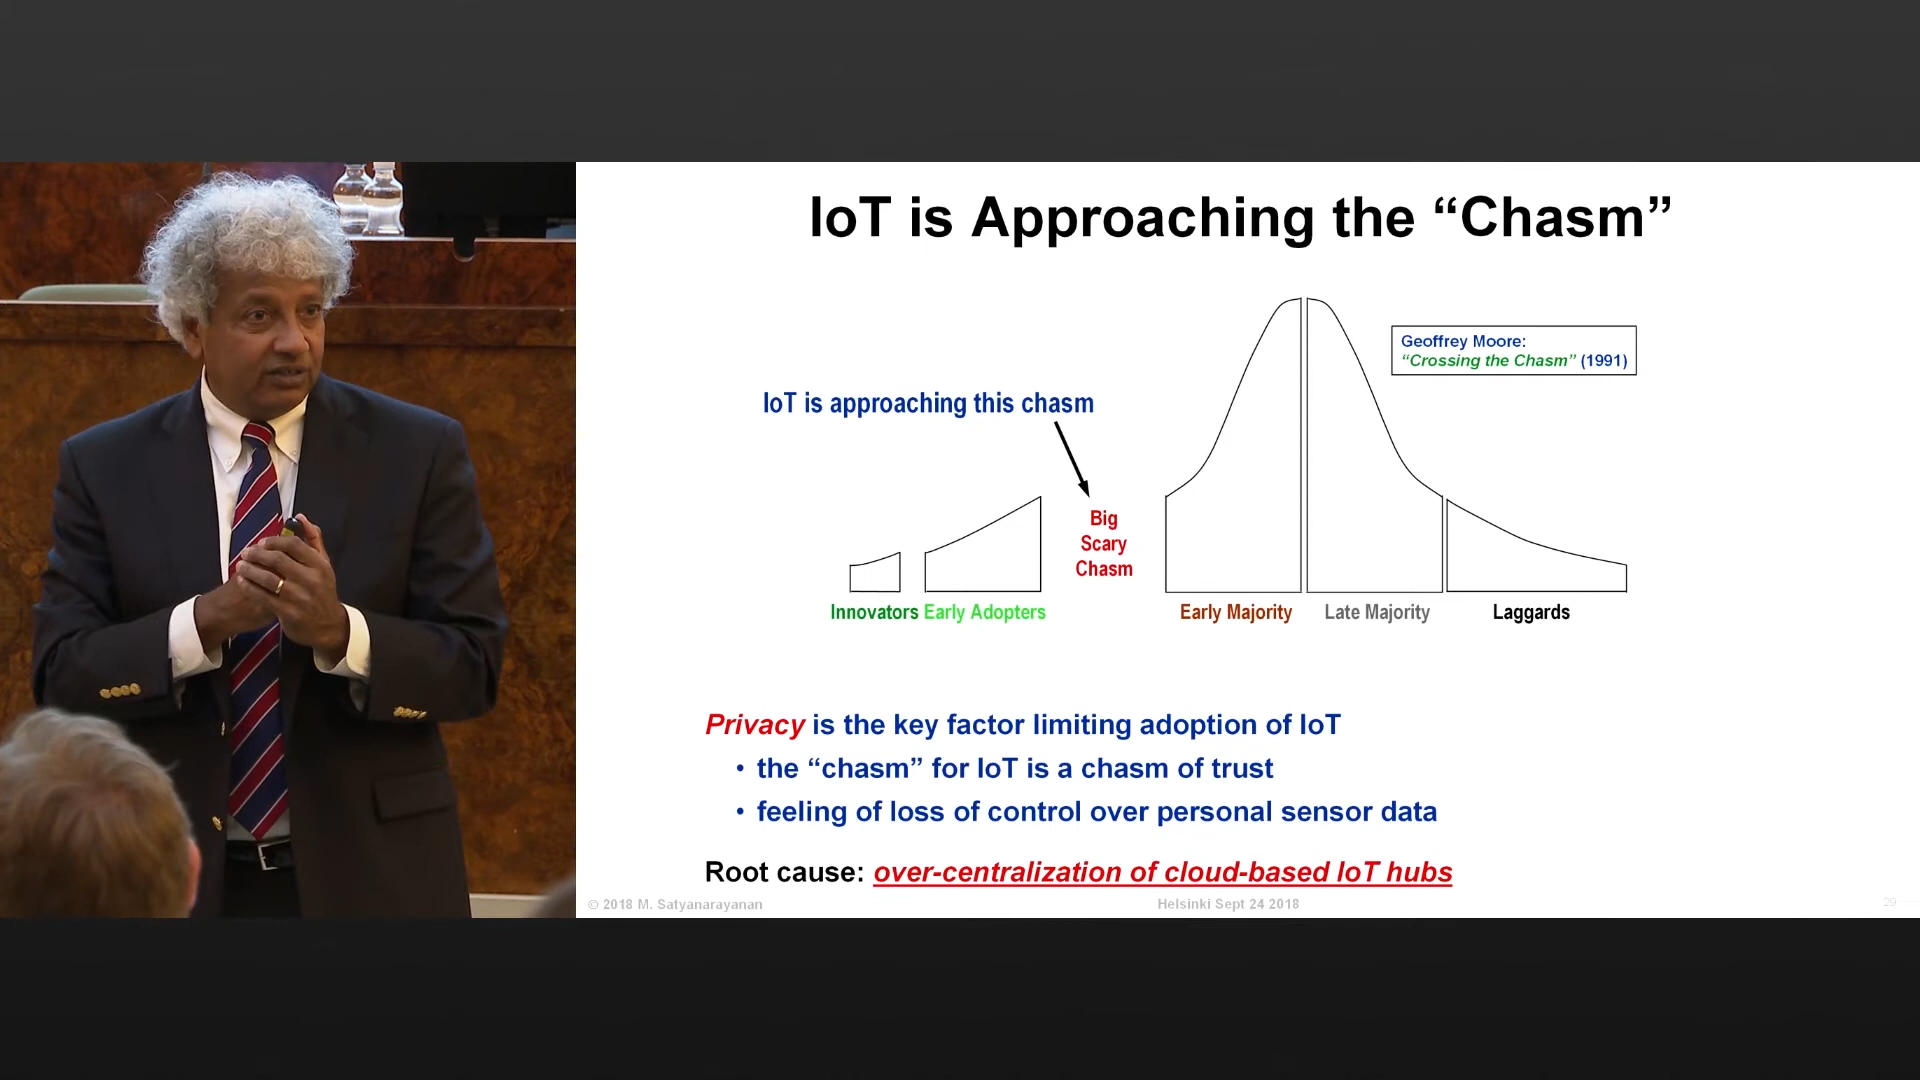 IoT is Approaching the “Chasm”
Geoffrey Moore:
“Crossing the Chasm” (1991)
IoT is approaching this chasm
Big
Scary
Chasm
Innovators Early Adopters Early Majority Late Majority Laggards
Privacy is the key factor limiting adoption of IoT
• the “chasm” for IoT is a chasm of trust
• feeling of loss of control over personal sensor data
Root cause: over-centralization of cloud-based IoT hubs
© 2018 M. Satyanarayanan Helsinki Sept 24 2018 29